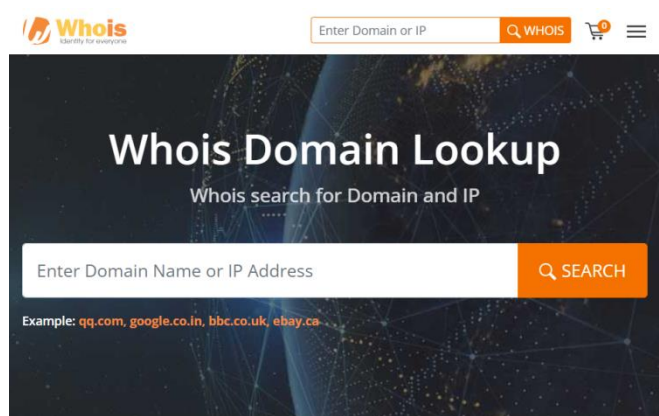 Whois
Identity for everyone
Enter Domain or IP
WHOIS
0
Whois Domain Lookup
Whois search for Domain and IP
Enter Domain Name or IP Address
SEARCH
Example: qq.com, google.co.in, bbc.co.uk, ebay.ca